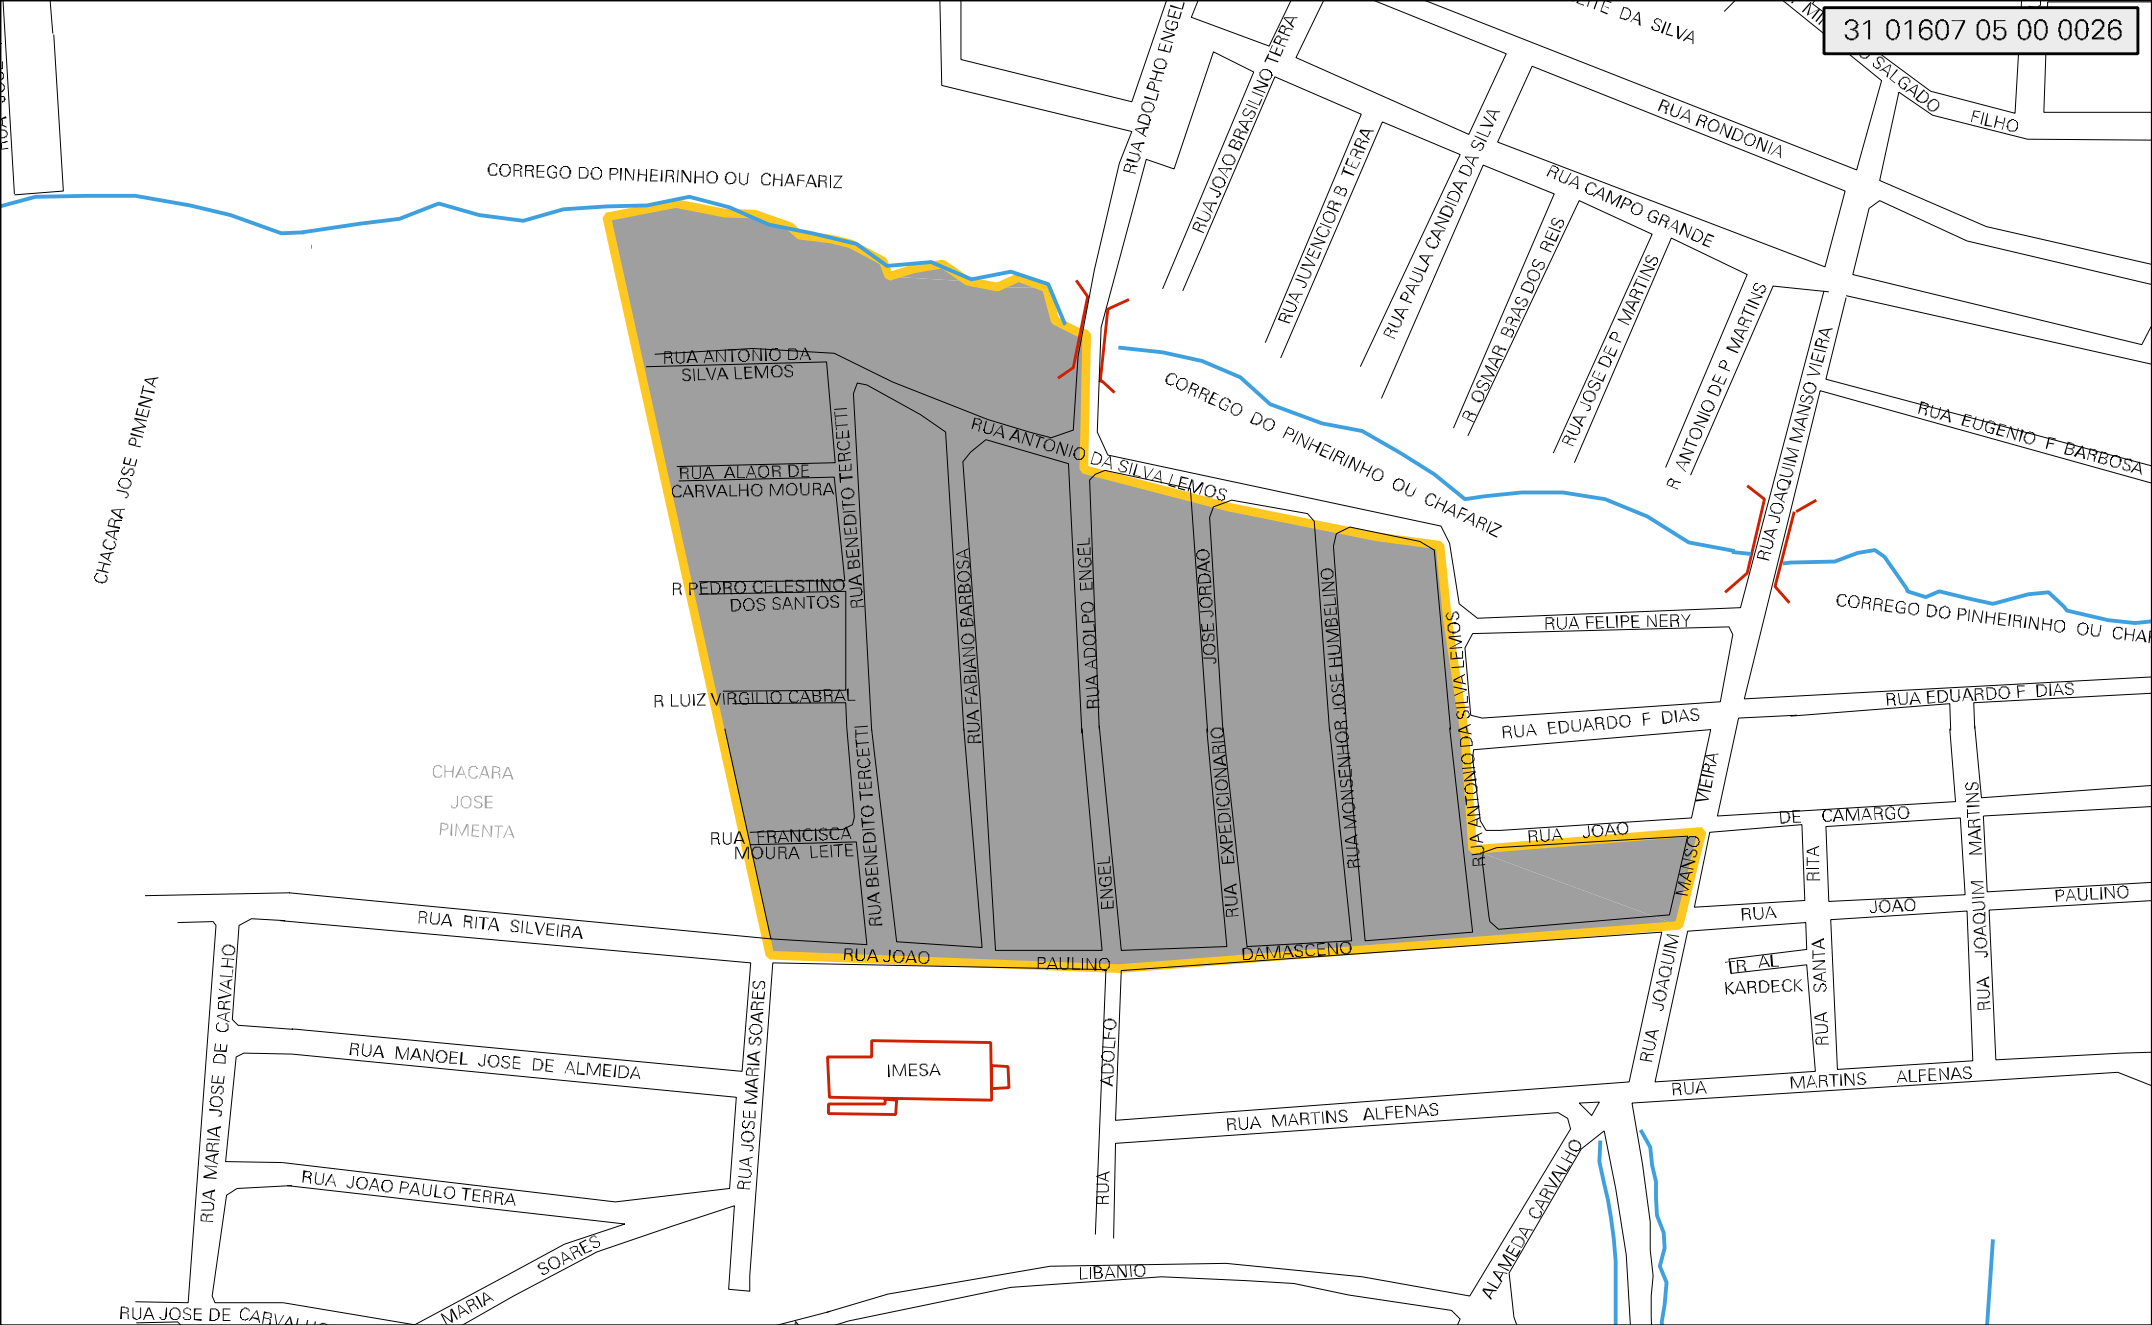 31 01607 05 00 0026
DA SILVA
SALGADO
FILHO
RUA RONDONIA
RUA CAMPO GRANDE
RUA ADOLPHO ENGEL
RUA JOAO BRASILINO TERRA
RUA JUVENCIOR B TERRA
RUA PAULA CANDIDA DA SILVA
R OSMAR BRAS DOS REIS
RUA JOSE DE P MARTINS
R ANTONIO DE P MARTINS
RUA JOAQUIM MANSO VIEIRA
RUA EUGENIO F BARBOSA
CORREGO DO PINHEIRINHO OU CHAFARIZ
CORREGO DO PINHEIRINHO OU CHAFARIZ
CORREGO DO PINHEIRINHO OU CHAF
CHACARA JOSE PIMENTA
RUA ANTONIO DA
SILVA LEMOS
RUA ANTONIO DA SILVA LEMOS
RUA ALAOR DE
CARVALHO MOURA
RUA BENEDITO TERCETTI
R PEDRO CELESTINO
DOS SANTOS
R LUIZ VIRGILIO CABRAL
RUA FRANCISCA
MOURA LEITE
RUA BENEDITO TERCETTI
RUA FABIANO BARBOSA
RUA ADOLPO ENGEL
ENGEL
JOSE JORDAO
RUA EXPEDICIONARIO
RUA MONSENHOR JOSE HUMBELINO
RUA ANTONIO DA SILVA LEMOS
RUA FELIPE NERY
RUA EDUARDO F DIAS
RUA EDUARDO F DIAS
VIEIRA
MANSO
RUA JOAQUIM
RUA JOAO
DE CAMARGO
RITA
RUA SANTA
RUA JOAQUIM MARTINS
RUA JOAO PAULINO
TR AL
KARDECK
CHACARA
JOSE
PIMENTA
RUA RITA SILVEIRA
RUA JOAO PAULINO DAMASCENO
RUA MARIA JOSE DE CARVALHO
RUA MANOEL JOSE DE ALMEIDA
RUA JOSE MARIA SOARES
IMESA
RUA ADOLFO
RUA MARTINS ALFENAS
RUA MARTINS ALFENAS
RUA JOAO PAULO TERRA
MARIA SOARES
RUA JOSE DE CARVALHO
LIBANIO
ALAMEDA CARVALHO